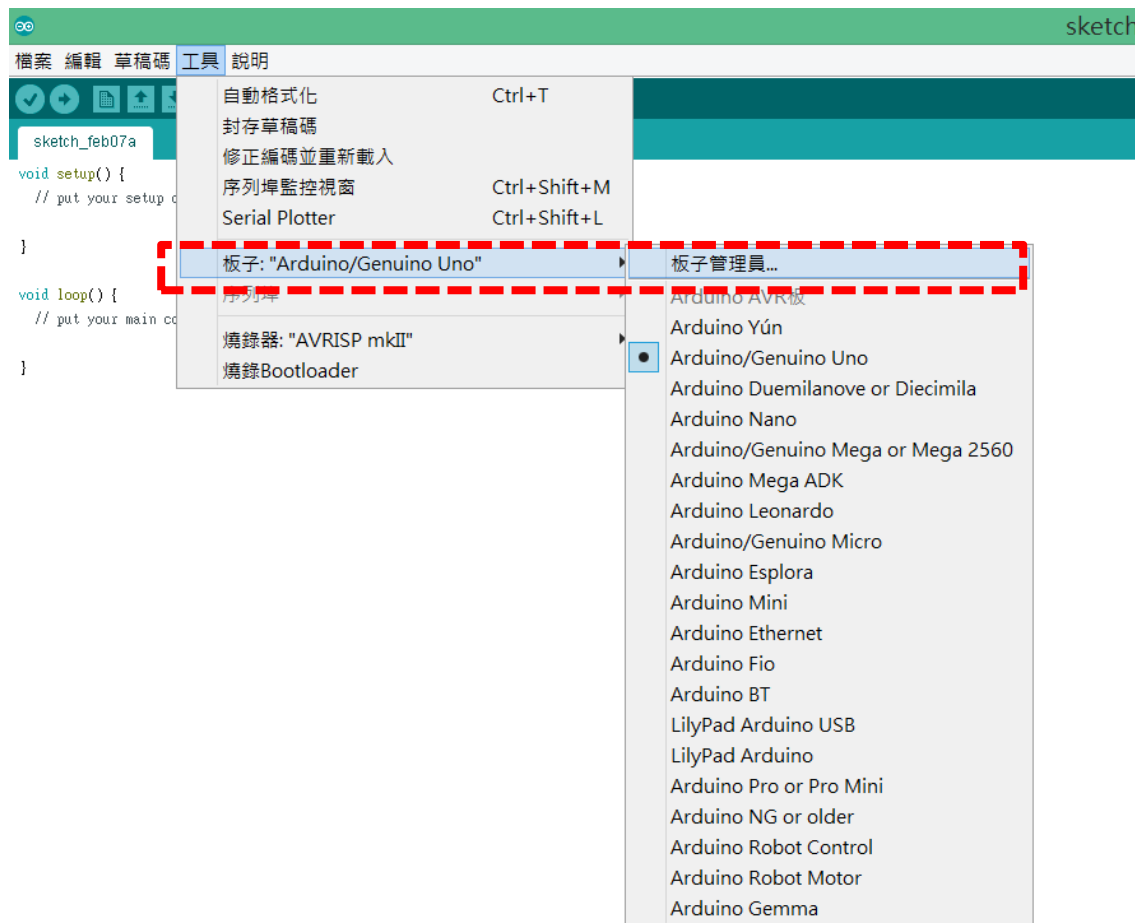 sketch
檔案 編輯 草稿碼 工具 說明
sketch_feb07a
void setup() {
// put your setup
}
void loop() {
// put your main
}
自動格式化 Ctrl+T
封存草稿碼
修正編碼並重新載入
序列埠監控視窗 Ctrl+Shift+M
Serial Plotter Ctrl+Shift+L
板子: "Arduino/Genuino Uno"
序列埠
燒錄器: "AVRISP mkII"
燒錄Bootloader
板子管理員...
Arduino AVR板
Arduino Yún
Arduino/Genuino Uno
Arduino Duemilanove or Diecimila
Arduino Nano
Arduino/Genuino Mega or Mega 2560
Arduino Mega ADK
Arduino Leonardo
Arduino/Genuino Micro
Arduino Esplora
Arduino Mini
Arduino Ethernet
Arduino Fio
Arduino BT
LilyPad Arduino USB
LilyPad Arduino
Arduino Pro or Pro Mini
Arduino NG or older
Arduino Robot Control
Arduino Robot Motor
Arduino Gemma